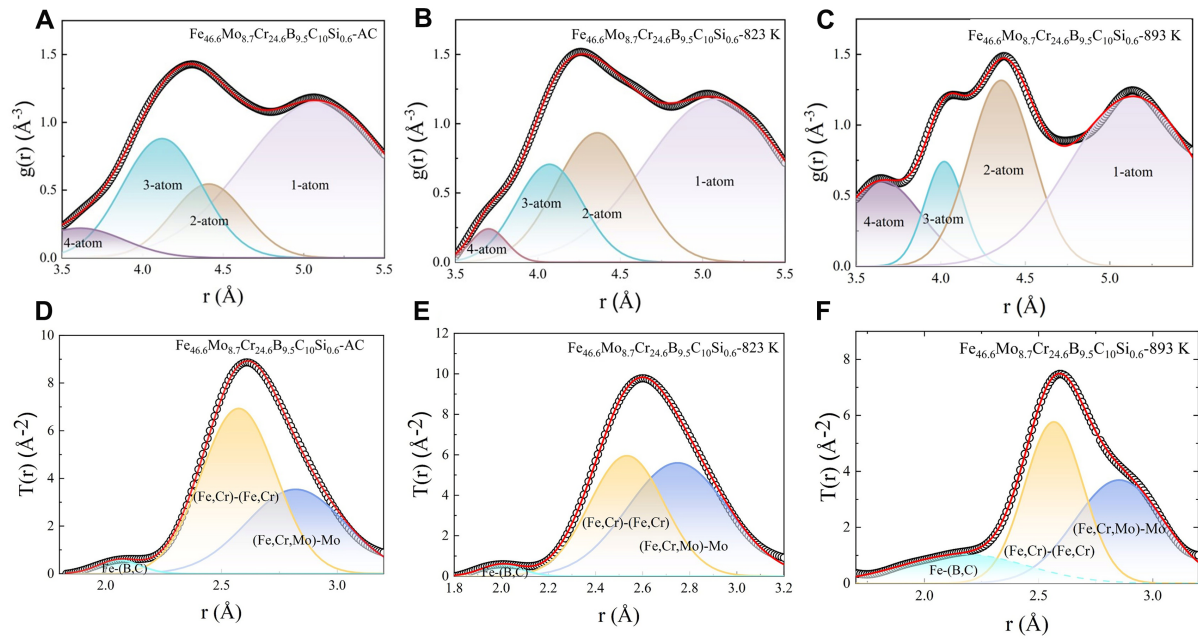 A
Fe46.6Mo8.7Cr24.6B9.5C10Si0.6-AC
g(r) (Å-3)
1.5
1.0
0.5
0.0
4-atom
3-atom
2-atom
1-atom
3.5 4.0 4.5 5.0 5.5
r (Å)
B
Fe46.6Mo8.7Cr24.6B9.5C10Si0.6-823 K
g(r) (Å-3)
1.5
1.0
0.5
0.0
4-atom
3-atom
2-atom
1-atom
3.5 4.0 4.5 5.0 5.5
r (Å)
C
Fe46.6Mo8.7Cr24.6B9.5C10Si0.6-893 K
g(r) (Å-3)
1.5
1.0
0.5
0.0
4-atom
3-atom
2-atom
1-atom
3.5 4.0 4.5 5.0
r (Å)
D
Fe46.6Mo8.7Cr24.6B9.5C10Si0.6-AC
T(r) (Å-2)
10
8
6
4
2
0
(Fe,Cr)-(Fe,Cr)
(Fe,Cr,Mo)-Mo
Fe-(B,C)
2.0 2.5 3.0
r (Å)
E
Fe46.6Mo8.7Cr24.6B9.5C10Si0.6-823 K
T(r) (Å-2)
12
10
8
6
4
2
0
(Fe,Cr)-(Fe,Cr)
(Fe,Cr,Mo)-Mo
Fe-(B,C)
1.8 2.0 2.2 2.4 2.6 2.8 3.0 3.2
r (Å)
F
Fe46.6Mo8.7Cr24.6B9.5C10Si0.6-893 K
T(r) (Å-2)
8
6
4
2
0
(Fe,Cr,Mo)-Mo
(Fe,Cr)-(Fe,Cr)
Fe-(B,C)
2.0 2.5 3.0
r (Å)